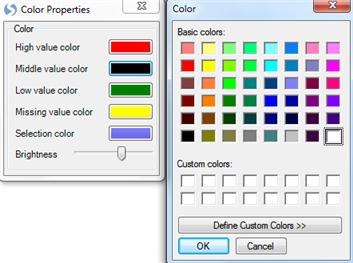 Color Properties
Color
High value color
Middle value color
Low value color
Missing value color
Selection color
Brightness
Color
Basic colors:
Custom colors:
Define Custom Colors >>
OK
Cancel